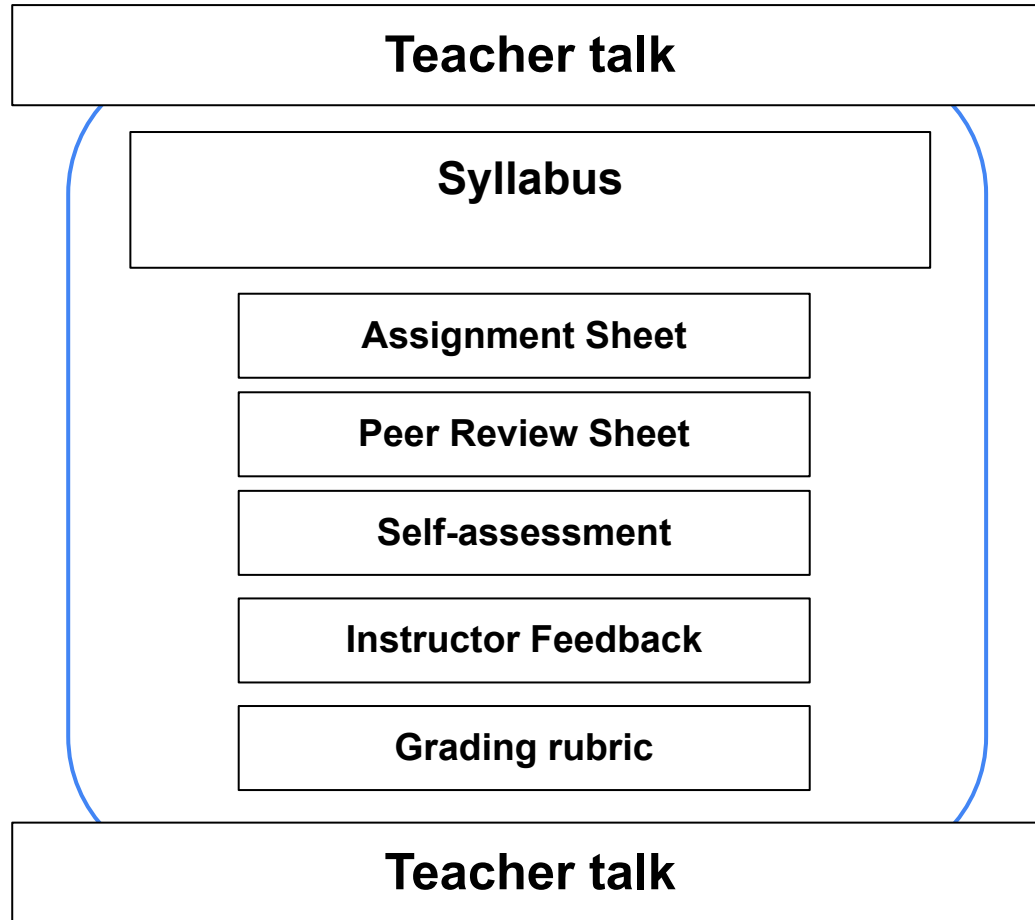 Teacher talk
Syllabus
Assignment Sheet
Peer Review Sheet
Self-assessment
Instructor Feedback
Grading rubric
Teacher talk